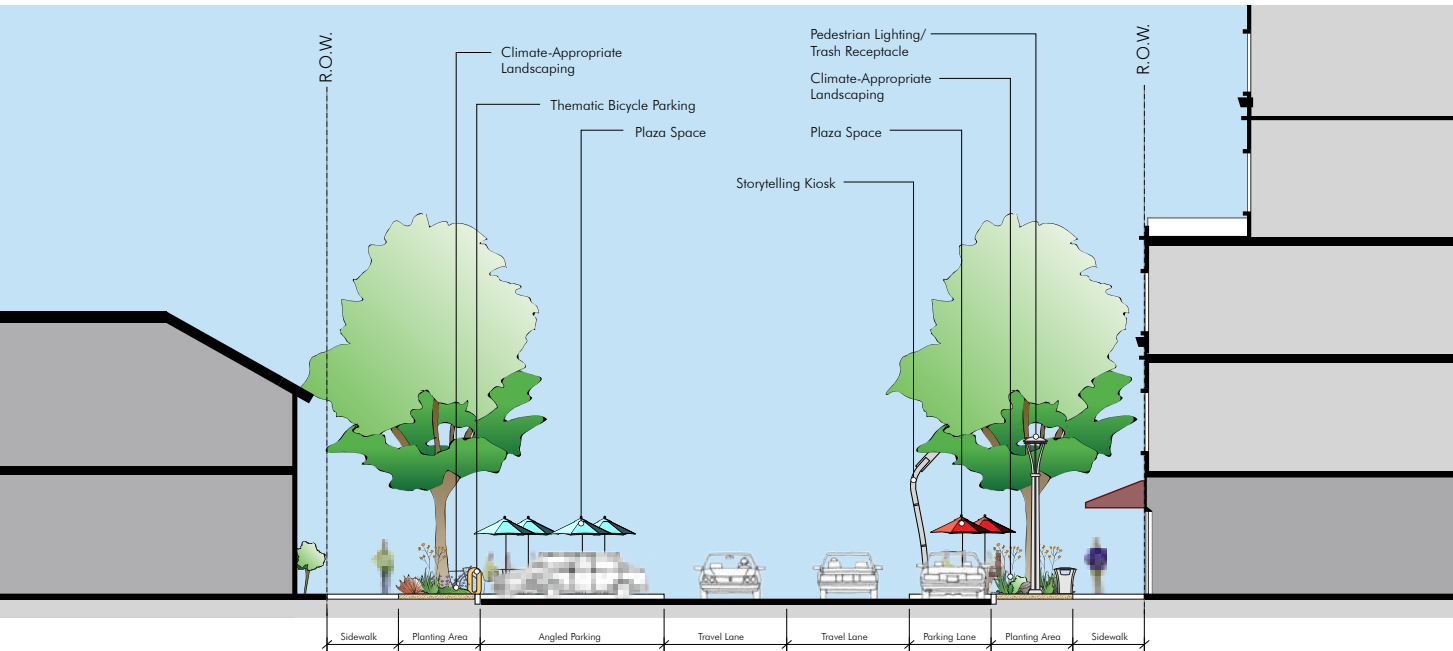 R.O.W.
Climate-Appropriate
Landscaping
Thematic Bicycle Parking
Plaza Space
Pedestrian Lighting/
Trash Receptacle
Climate-Appropriate
Landscaping
Plaza Space
Storytelling Kiosk
R.O.W.
Sidewalk
Planting Area
Angled Parking
Travel Lane
Travel Lane
Parking Lane
Planting Area
Sidewalk